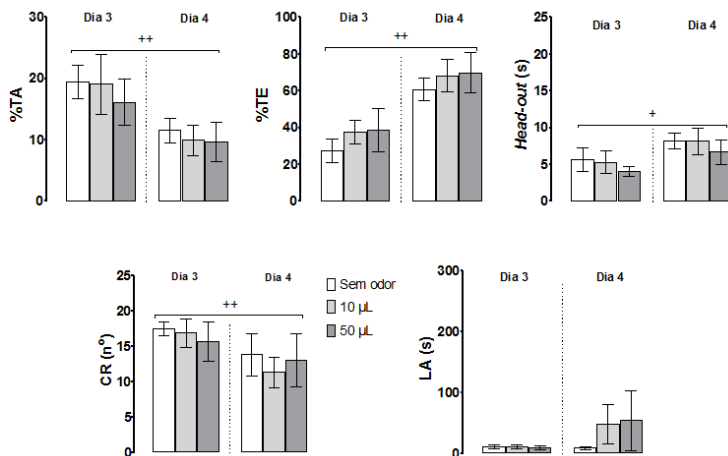 Dia 3 Dia 4
++
%TA
30
20
10
0
Dia 3 Dia 4
++
%TE
100
80
60
40
20
0
Dia 3 Dia 4
+
Head-out (s)
25
20
15
10
5
0
Dia 3 Dia 4
++
CR (nº)
25
20
15
10
5
0
Sem odor
10 µL
50 µL
Dia 3 Dia 4
LA (s)
300
200
100
0